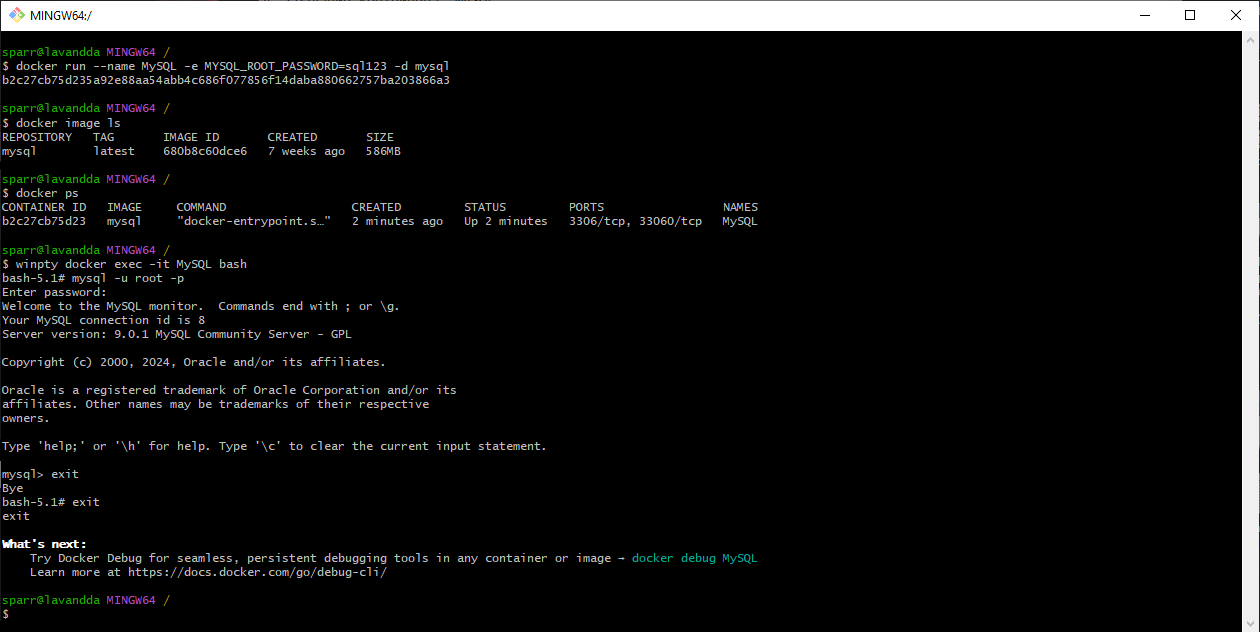 MINGW64:/
sparr@lavandda MINGW64 /
$ docker run --name MySQL -e MYSQL_ROOT_PASSWORD=sql123 -d mysql
b2c27cb75d235a92e88aa54abb4c686f077856f14daba880662757ba203866a3
sparr@lavandda MINGW64 /
$ docker image ls
REPOSITORY   TAG       IMAGE ID       CREATED       SIZE
mysql        latest    680b8c60dce6   7 weeks ago   586MB
sparr@lavandda MINGW64 /
$ docker ps
CONTAINER ID   IMAGE     COMMAND                  CREATED         STATUS         PORTS                 NAMES
b2c27cb75d23   mysql     "docker-entrypoint.s…"   2 minutes ago   Up 2 minutes   3306/tcp, 33060/tcp   MySQL
sparr@lavandda MINGW64 /
$ winpty docker exec -it MySQL bash
bash-5.1# mysql -u root -p
Enter password:
Welcome to the MySQL monitor.  Commands end with ; or \g.
Your MySQL connection id is 8
Server version: 9.0.1 MySQL Community Server - GPL
Copyright (c) 2000, 2024, Oracle and/or its affiliates.
Oracle is a registered trademark of Oracle Corporation and/or its
affiliates. Other names may be trademarks of their respective
owners.
Type 'help;' or '\h' for help. Type '\c' to clear the current input statement.
mysql> exit
Bye
bash-5.1# exit
exit
What's next:
    Try Docker Debug for seamless, persistent debugging tools in any container or image → docker debug MySQL
    Learn more at https://docs.docker.com/go/debug-cli/
sparr@lavandda MINGW64 /
$